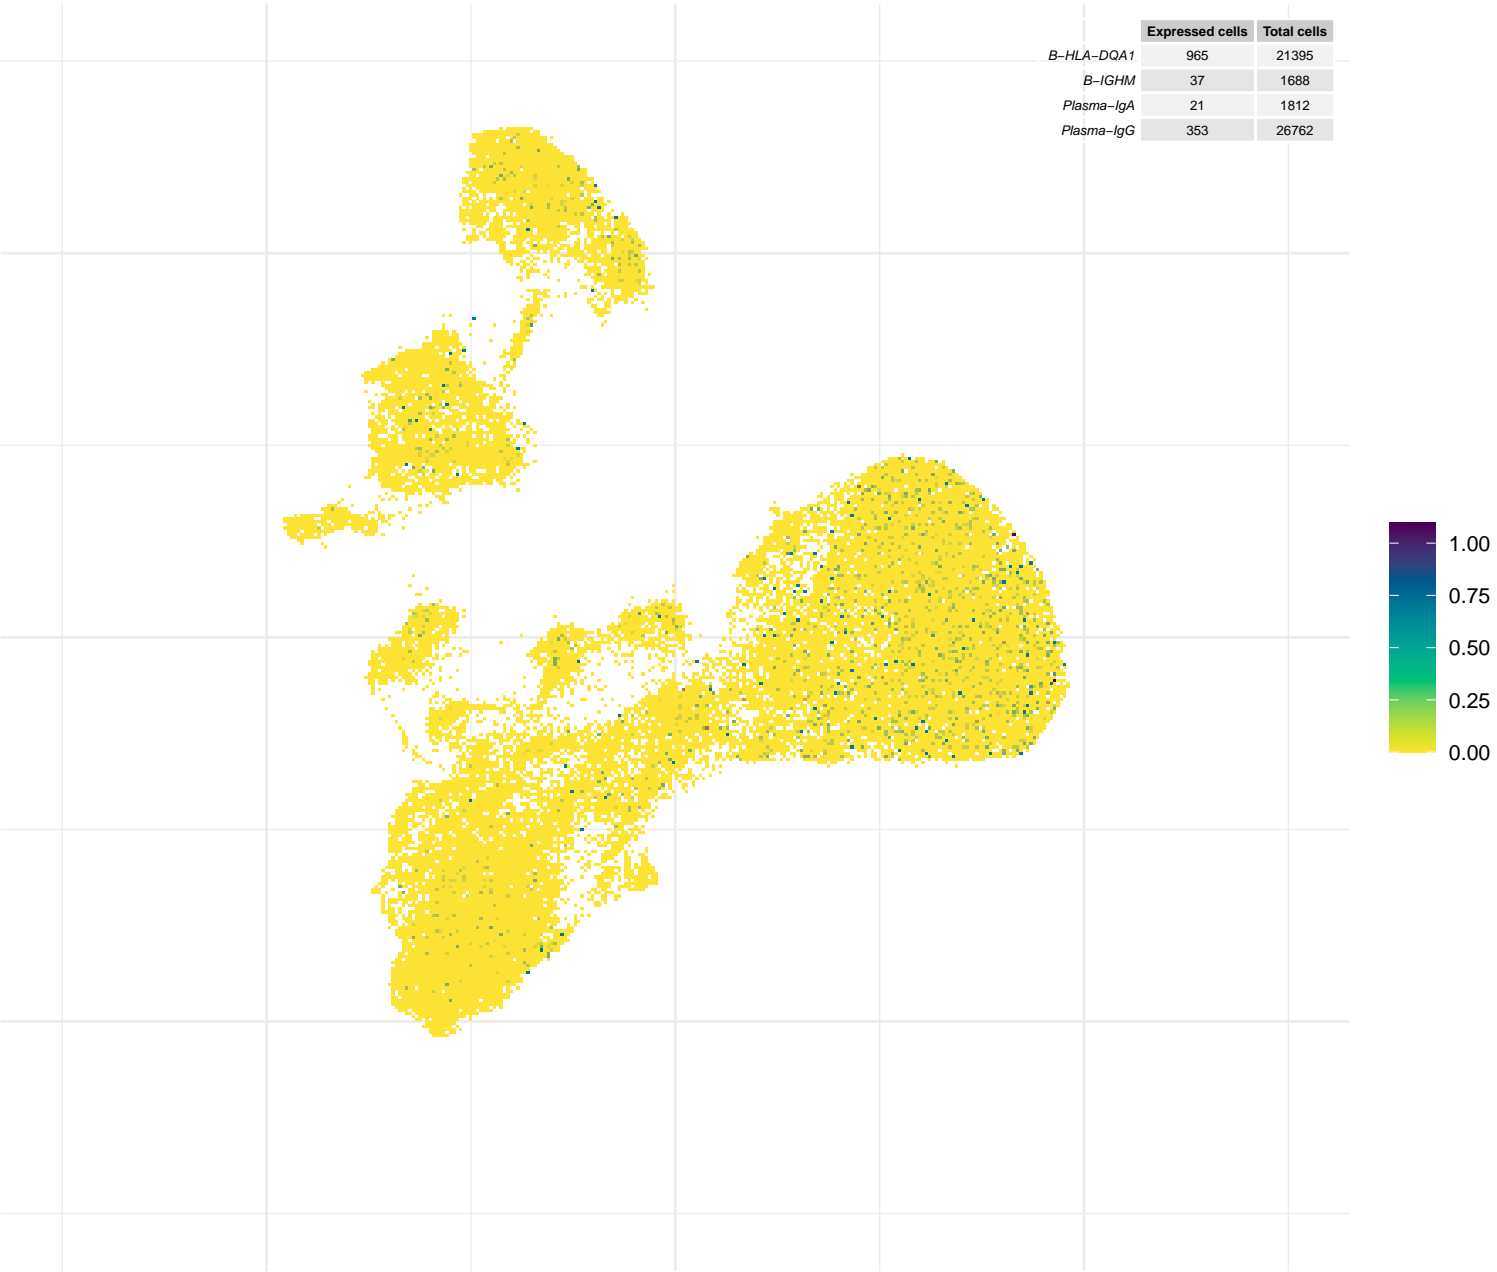 Expressed cells Total cells
B−HLA−DQA1 965 21395
B−IGHM 37 1688
Plasma−IgA 21 1812
Plasma−IgG 353 26762
1.00
0.75
0.50
0.25
0.00